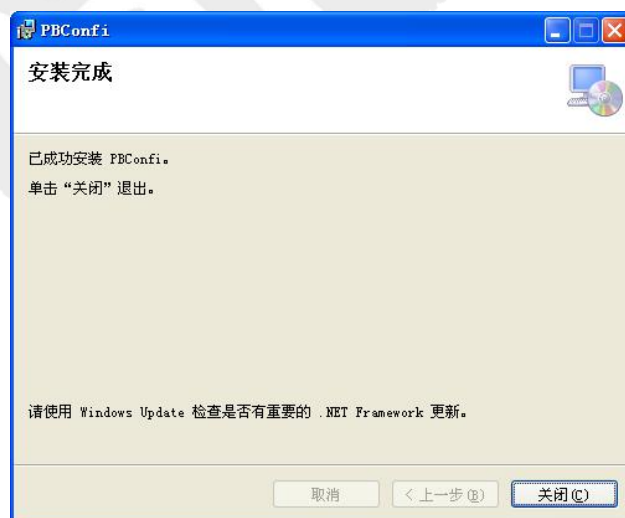 PBConfi
安装完成
已成功安装 PBConfi。
单击“关闭”退出。
请使用 Windows Update 检查是否有重要的 .NET Framework 更新。
取消
< 上一步(B)
关闭(C)